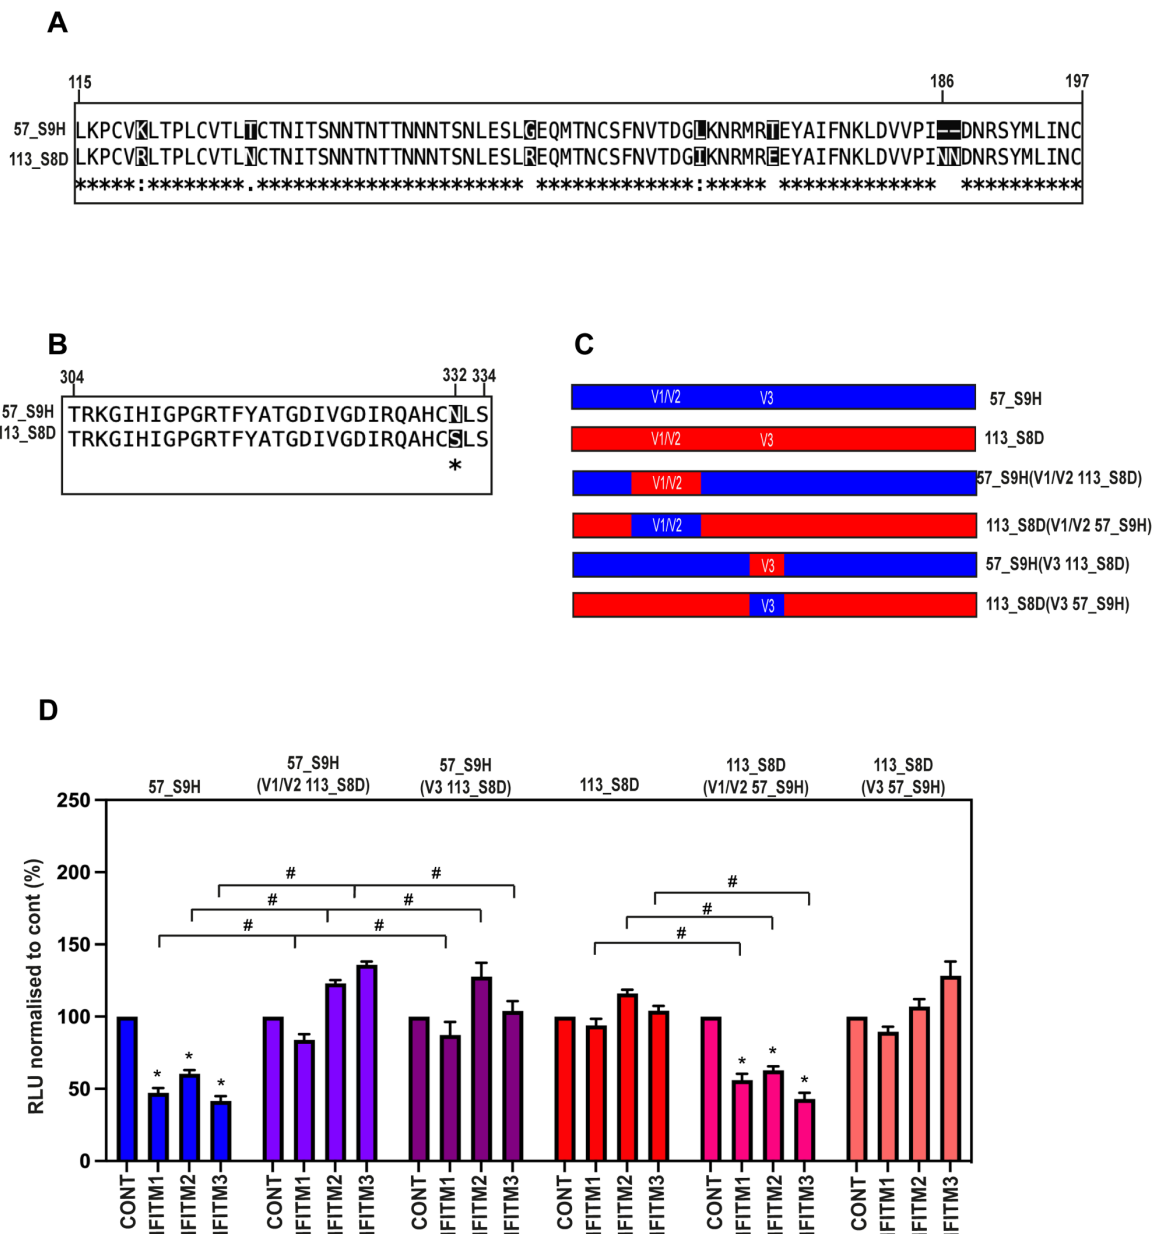 A
115 186 197
57_S9H LKPCVKLTPLCVTLTCTNITSNNTNTTNNNTSNLESLGEQMTNCSFNVTDGLKNRMRTEYAIFNKLDVVPI--DNRSYMLINC
113_S8D LKPCVRLTPLCVTLNCTNITSNNTNTTNNNTSNLESLREQMTNCSFNVTDGIKNRMREEYAIFNKLDVVPINNDNRSYMLINC
*****:********.********************** *************:***** ************* **********
B
304 332 334
57_S9H TRKGIHIGPGRTFYATGDIVGDIRQAHCNLS
113_S8D TRKGIHIGPGRTFYATGDIVGDIRQAHCSLS
*
C
V1/V2 V3 57_S9H
V1/V2 V3 113_S8D
V1/V2 57_S9H(V1/V2 113_S8D)
V1/V2 113_S8D(V1/V2 57_S9H)
V3 57_S9H(V3 113_S8D)
V3 113_S8D(V3 57_S9H)
D
57_S9H
57_S9H
(V1/V2 113_S8D)
57_S9H
(V3 113_S8D)
113_S8D
113_S8D
(V1/V2 57_S9H)
113_S8D
(V3 57_S9H)
RLU normalised to cont (%)
250
200
150
100
50
0
# # #
# # #
# # #
* * *
* * *
CONT IFITM1 IFITM2 IFITM3 CONT IFITM1 IFITM2 IFITM3 CONT IFITM1 IFITM2 IFITM3 CONT IFITM1 IFITM2 IFITM3 CONT IFITM1 IFITM2 IFITM3 CONT IFITM1 IFITM2 IFITM3